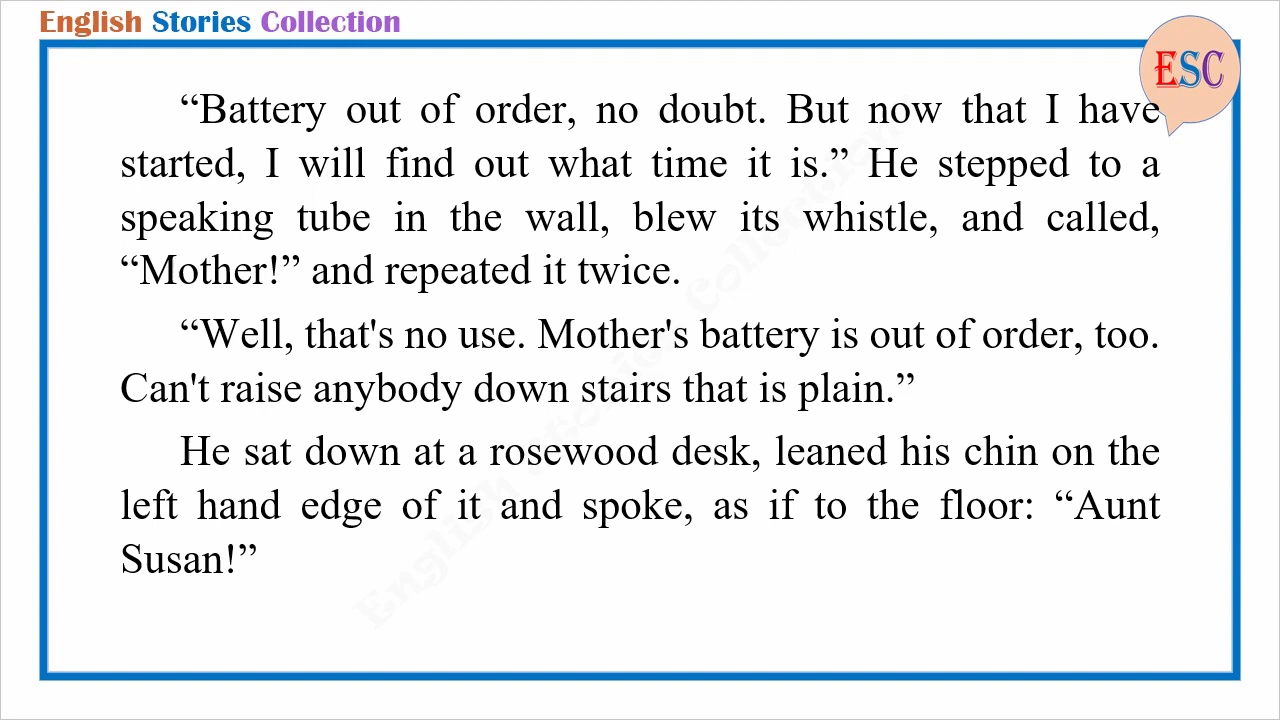 English Stories Collection
ESC
“Battery out of order, no doubt. But now that I have
started, I will find out what time it is.” He stepped to a
speaking tube in the wall, blew its whistle, and called,
“Mother!” and repeated it twice.
“Well, that's no use. Mother's battery is out of order, too.
Can't raise anybody down stairs that is plain.”
He sat down at a rosewood desk, leaned his chin on the
left hand edge of it and spoke, as if to the floor: “Aunt
Susan!”
English Stories Collection